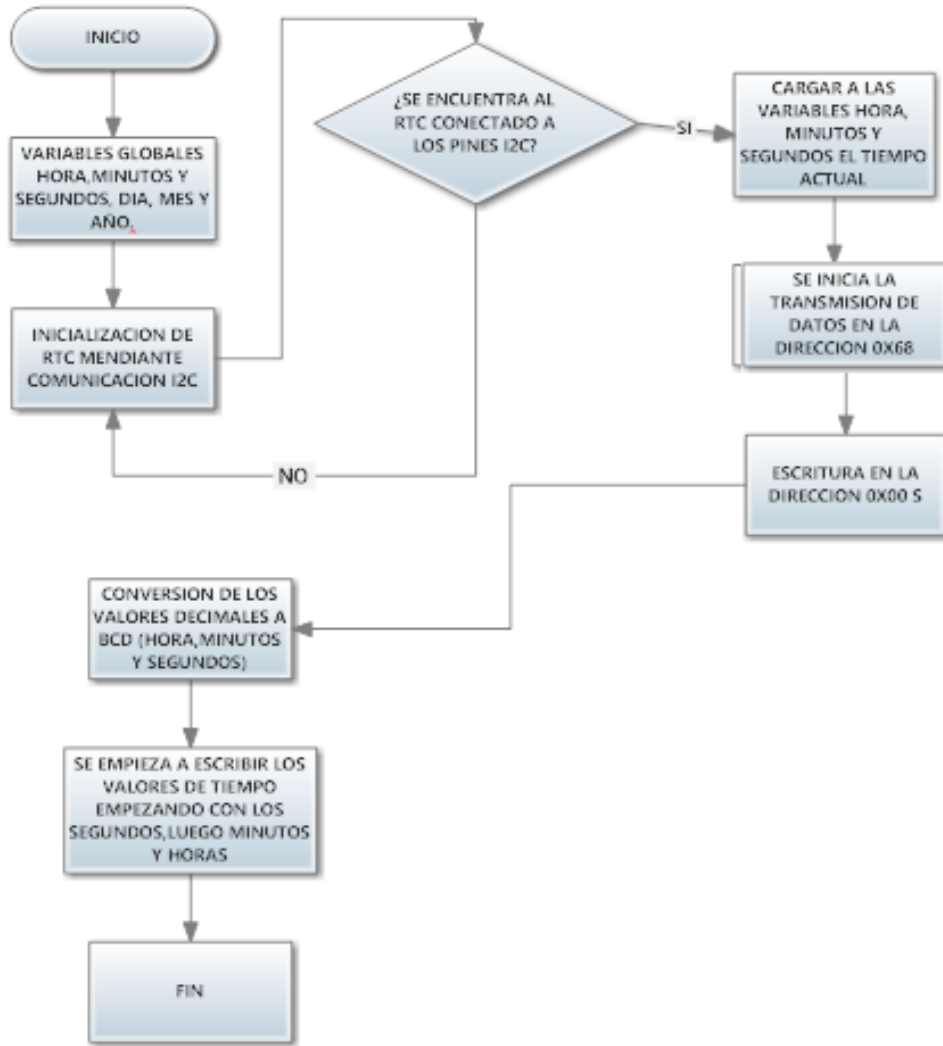 INICIO
VARIABLES GLOBALES
HORA,MINUTOS Y
SEGUNDOS, DIA, MES Y
AÑO.
INICIALIZACION DE
RTC MENDIANTE
COMUNICACION I2C
¿SE ENCUENTRA AL
RTC CONECTADO A
LOS PINES I2C?
SI
NO
CARGAR A LAS
VARIABLES HORA,
MINUTOS Y
SEGUNDOS EL TIEMPO
ACTUAL
SE INICIA LA
TRANSMISION DE
DATOS EN LA
DIRECCION 0X68
ESCRITURA EN LA
DIRECCION 0X00 S
CONVERSION DE LOS
VALORES DECIMALES A
BCD (HORA,MINUTOS
Y SEGUNDOS)
SE EMPIEZA A ESCRIBIR LOS
VALORES DE TIEMPO
EMPEZANDO CON LOS
SEGUNDOS,LUEGO MINUTOS
Y HORAS
FIN